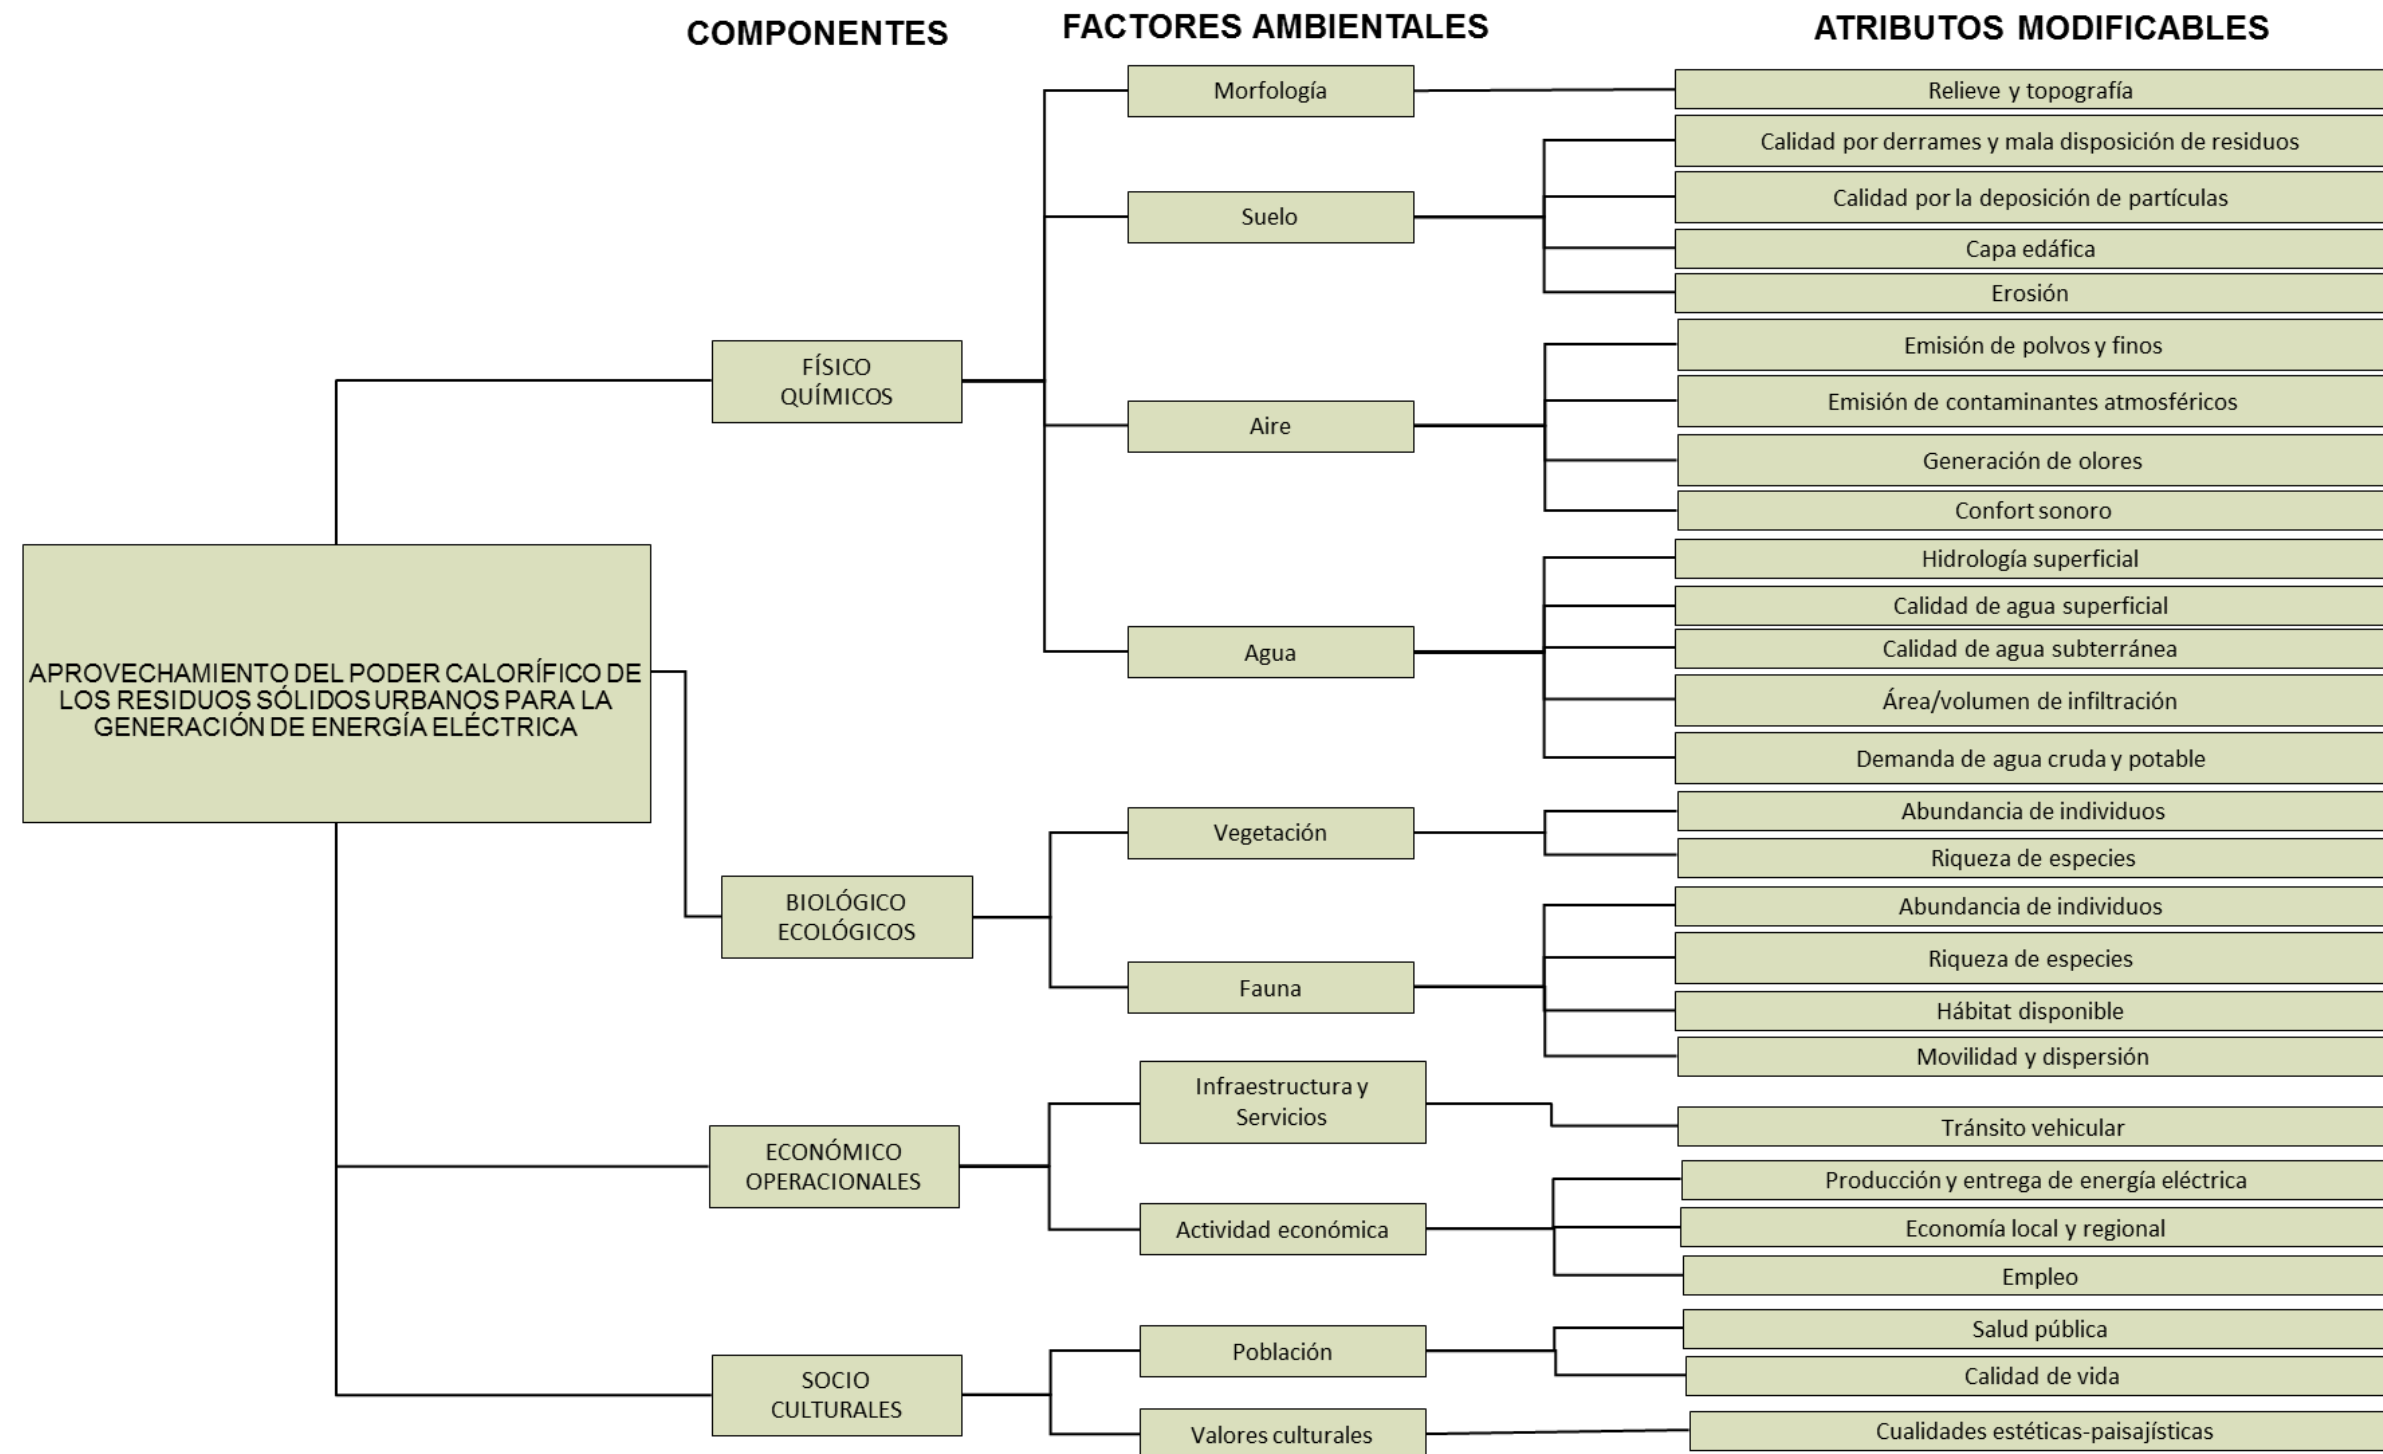 COMPONENTES
FACTORES AMBIENTALES
ATRIBUTOS MODIFICABLES
APROVECHAMIENTO DEL PODER CALORÍFICO DE
LOS RESIDUOS SÓLIDOS URBANOS PARA LA
GENERACIÓN DE ENERGÍA ELÉCTRICA
FÍSICO
QUÍMICOS
Morfología
Relieve y topografía
Suelo
Calidad por derrames y mala disposición de residuos
Calidad por la deposición de partículas
Capa edáfica
Erosión
Aire
Emisión de polvos y finos
Emisión de contaminantes atmosféricos
Generación de olores
Confort sonoro
Agua
Hidrología superficial
Calidad de agua superficial
Calidad de agua subterránea
Área/volumen de infiltración
Demanda de agua cruda y potable
BIOLÓGICO
ECOLÓGICOS
Vegetación
Abundancia de individuos
Riqueza de especies
Fauna
Abundancia de individuos
Riqueza de especies
Hábitat disponible
Movilidad y dispersión
ECONÓMICO
OPERACIONALES
Infraestructura y
Servicios
Tránsito vehicular
Actividad económica
Producción y entrega de energía eléctrica
Economía local y regional
Empleo
SOCIO
CULTURALES
Población
Salud pública
Calidad de vida
Valores culturales
Cualidades estéticas-paisajísticas